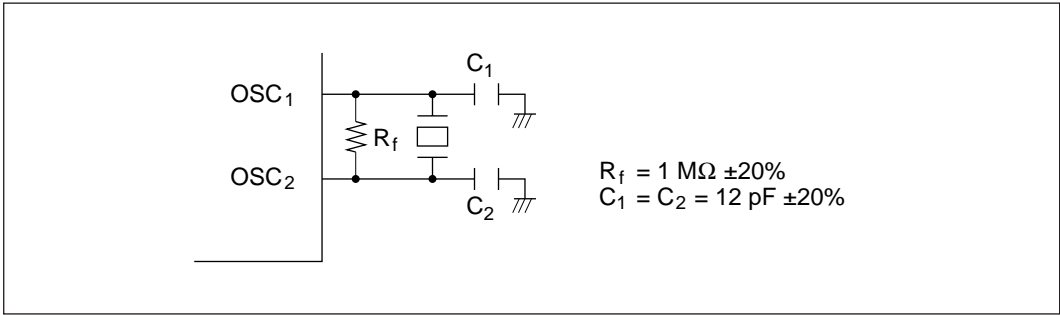 C1
OSC1
Rf
OSC2
C2
Rf = 1 MΩ ±20%
C1 = C2 = 12 pF ±20%